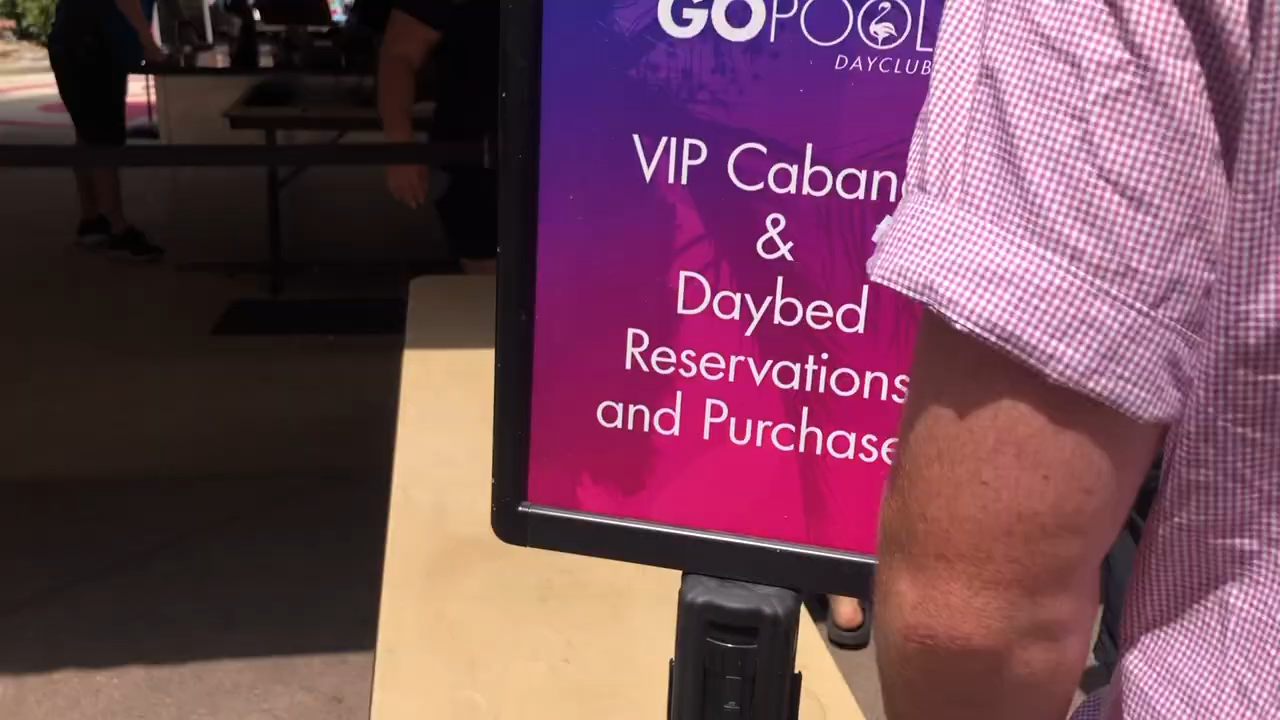 GO POOL
DAYCLUB
VIP Caban
&
Daybed
Reservations
and Purchase